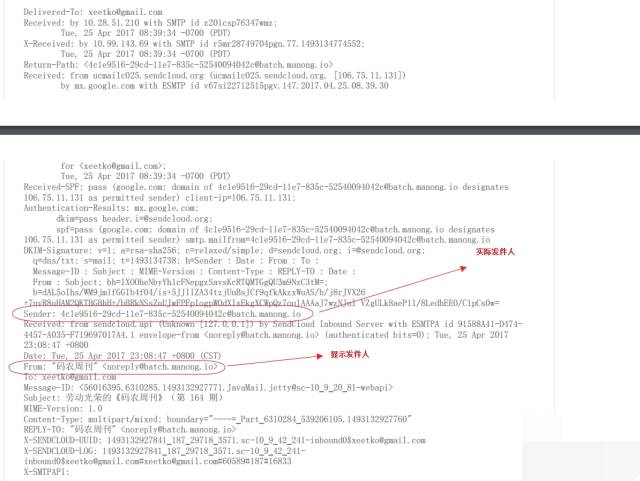 Delivered-To: xeetko@gmail.com
Received: by 10.28.51.210 with SMTP id z201csp76347wmz;
Tue, 25 Apr 2017 08:39:34 -0700 (PDT)
X-Received: by 10.99.143.69 with SMTP id r5mr28749704pgn.77.1493134774552;
Tue, 25 Apr 2017 08:39:34 -0700 (PDT)
Return-Path: <4c1e9516-29cd-11e7-835c-52540094042c@batch.manong.io>
Received: from ucmailc025.sendcloud.org (ucmailc025.sendcloud.org. [106.75.11.131])
by mx.google.com with ESMTP id v67si22712515pgv.147.2017.04.25.08.39.30
for <xeetko@gmail.com>;
Tue, 25 Apr 2017 08:39:34 -0700 (PDT)
Received-SPF: pass (google.com: domain of 4c1e9516-29cd-11e7-835c-52540094042c@batch.manong.io designates
106.75.11.131 as permitted sender) client-ip=106.75.11.131;
Authentication-Results: mx.google.com;
dkim=pass header.i=@sendcloud.org;
spf=pass (google.com: domain of 4c1e9516-29cd-11e7-835c-52540094042c@batch.manong.io designates
106.75.11.131 as permitted sender) smtp.mailfrom=4c1e9516-29cd-11e7-835c-52540094042c@batch.manong.io
DKIM-Signature: v=1; a=rsa-sha256; c=relaxed/simple; d=sendcloud.org; i=@sendcloud.org;
实际发件人
q=dns/txt; s=mail; t=1493134738; h=Sender : Date : From : To :
Message-ID : Subject : MIME-Version : Content-Type : REPLY-TO : Date :
From : Subject;
Sender: 4c1e9516-29cd-11e7-835c-52540094042c@batch.manong.io
Received: from sendcloud.api (Unknown [127.0.0.1]) by SendCloud Inbound Server with ESMTPA id 91588A41-D474-
4457-A035-F719697017A4.1 envelope-from <noreply@batch.manong.io> (authenticated bits=0); Tue, 25 Apr 2017
23:08:47 +0800
Date: Tue, 25 Apr 2017 23:08:47 +0800 (CST)
显示发件人
From: "码农周刊" <noreply@batch.manong.io>
To: xeetko@gmail.com
Message-ID: <56016395.6310285.1493132927771.JavaMail.jetty@sc-10_9_20_81-webapi>
Subject: 劳动光荣的《码农周刊》（第 164 期）
MIME-Version: 1.0
Content-Type: multipart/mixed; boundary="----=_Part_6310284_539206105.1493132927760"
REPLY-TO: "码农周刊" <noreply@batch.manong.io>
X-SENDCLOUD-UUID: 1493132927841_187_29718_3571.sc-10_9_42_241-inbound0$xeetko@gmail.com
X-SENDCLOUD-LOG: 1493132927841_187_29718_3571.sc-10_9_42_241-
inbound0$xeetko@gmail.com#xeetko@gmail.com#60589#187#16833
X-SMTPAPI: